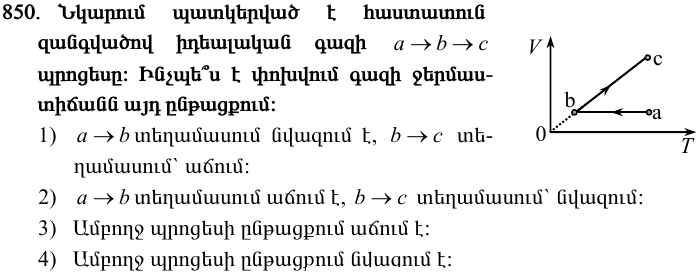 850. Նկարում պատկերված է հաստատուն
զանգվածով իդեալական գազի a → b → c
պրոցեսը: Ինչպե՞ս է փոխվում գազի ջերմաս-
տիճանն այդ ընթացքում:
1) a → b տեղամասում նվազում է, b → c տե-
ղամասում՝ աճում:
2) a → b տեղամասում աճում է, b → c տեղամասում՝ նվազում:
3) Ամբողջ պրոցեսի ընթացքում աճում է:
4) Ամբողջ պրոցեսի ընթացքում նվազում է:
V
c
b
a
0
T